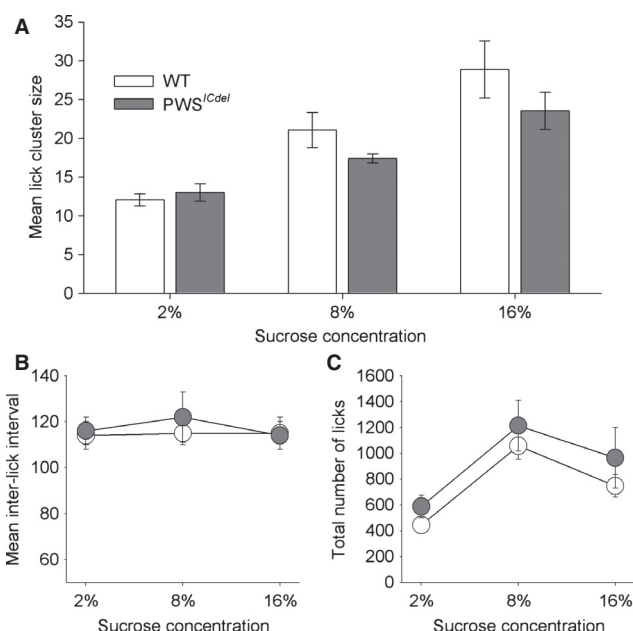 A
35
30
25
20
15
10
5
0
Mean lick cluster size
WT
PWS^ICdel
2% 8% 16%
Sucrose concentration
B
140
120
100
80
60
Mean inter-lick interval
2% 8% 16%
Sucrose concentration
C
1600
1400
1200
1000
800
600
400
200
0
Total number of licks
2% 8% 16%
Sucrose concentration